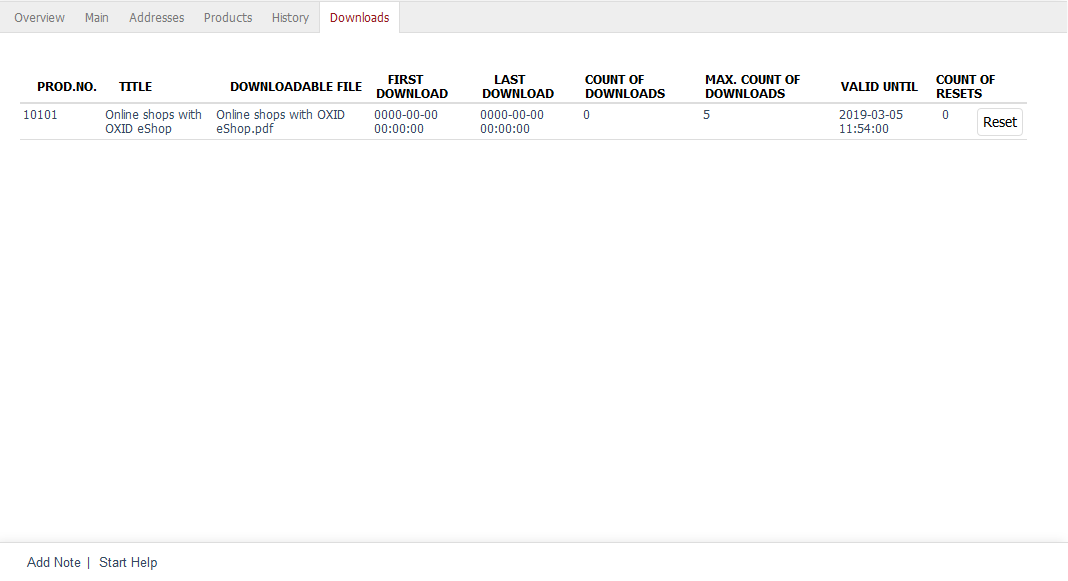 Overview Main Addresses Products History Downloads
PROD.NO. TITLE DOWNLOADABLE FILE FIRST DOWNLOAD LAST DOWNLOAD COUNT OF DOWNLOADS MAX. COUNT OF DOWNLOADS VALID UNTIL COUNT OF RESETS
10101 Online shops with Online shops with OXID 0000-00-00 0000-00-00 0 5 2019-03-05 0 Reset
OXID eShop eShop.pdf 00:00:00 00:00:00 11:54:00
Add Note | Start Help